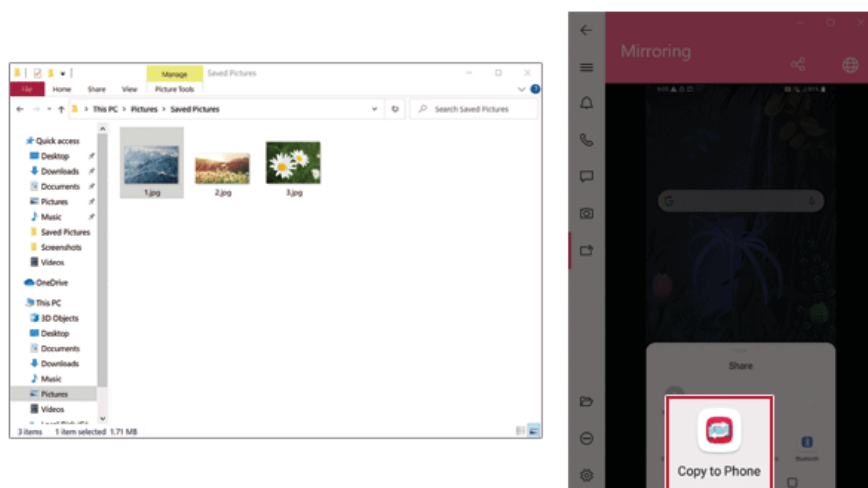 Manage
Saved Pictures
File Home Share View Picture Tools
This PC > Pictures > Saved Pictures
Search Saved Pictures
Quick access
Desktop
Downloads
Documents
Pictures
Music
Saved Pictures
Screenshots
Videos
OneDrive
This PC
3D Objects
Desktop
Documents
Downloads
Music
Pictures
Videos
1.jpg
2.jpg
3.jpg
3 items 1 item selected 1.71 MB
Mirroring
Share
Bluetooth
Copy to Phone